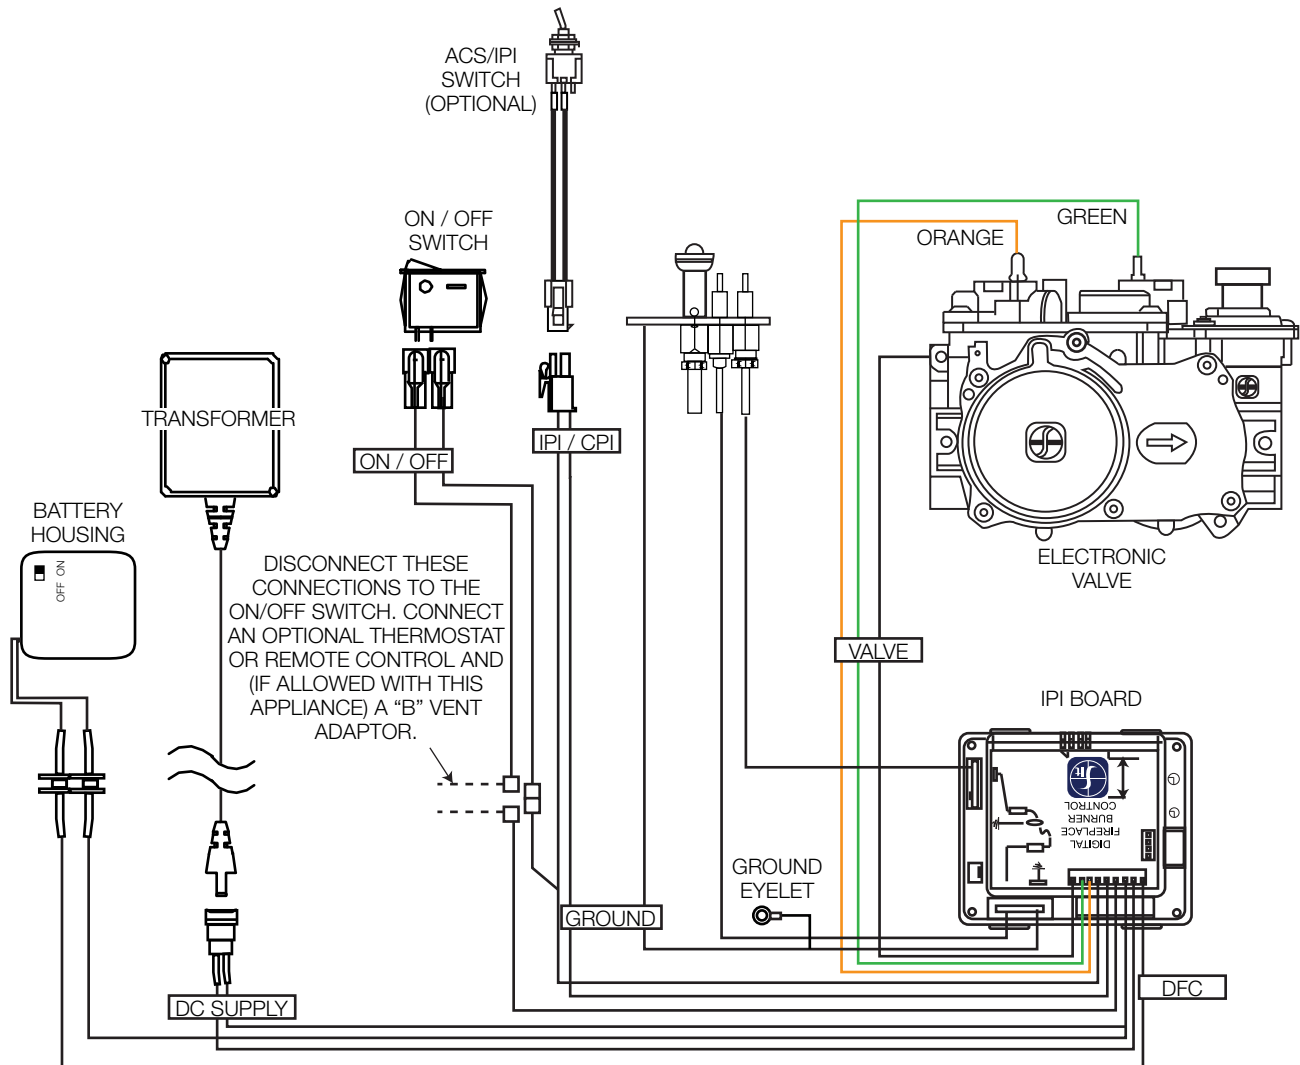 ACS/IPI
SWITCH
(OPTIONAL)
ON / OFF
SWITCH
GREEN
ORANGE
TRANSFORMER
ON / OFF
IPI / CPI
BATTERY
HOUSING
OFF ON
DISCONNECT THESE
CONNECTIONS TO THE
ON/OFF SWITCH. CONNECT
AN OPTIONAL THERMOSTAT
OR REMOTE CONTROL AND
(IF ALLOWED WITH THIS
APPLIANCE) A “B” VENT
ADAPTOR.
ELECTRONIC
VALVE
VALVE
IPI BOARD
DIGITAL
FIREPLACE
BURNER
CONTROL
GROUND
EYELET
GROUND
DC SUPPLY
DFC